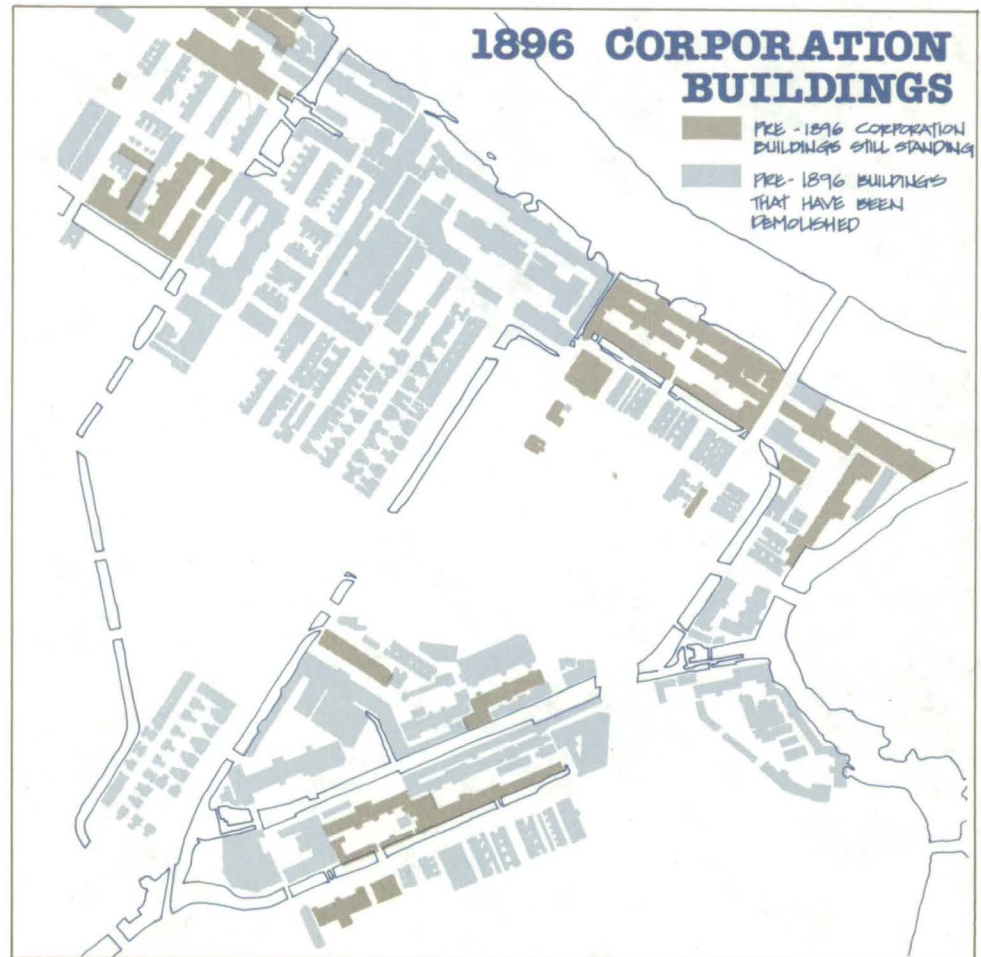 1896 CORPORATION
BUILDINGS
PRE-1896 CORPORATION
BUILDINGS STILL STANDING
PRE-1896 BUILDINGS
THAT HAVE BEEN
DEMOLISHED